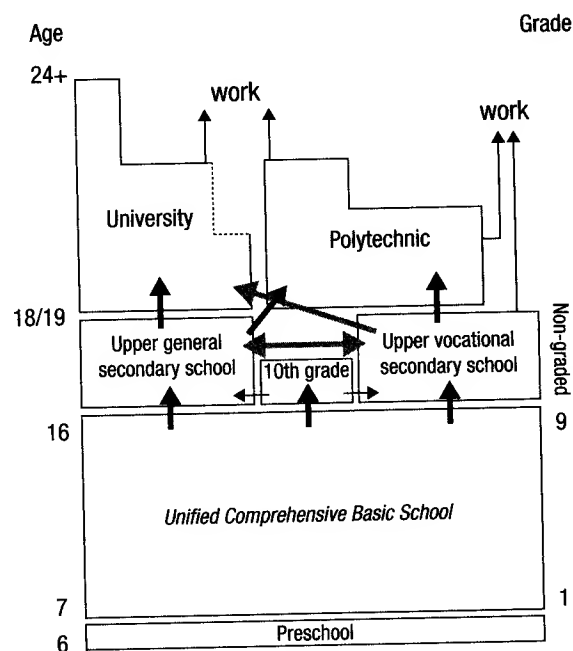 Age
Grade
24+
work
work
University
Polytechnic
18/19
Upper general
secondary school
10th grade
Upper vocational
secondary school
Non-graded
16
9
Unified Comprehensive Basic School
7
1
6
Preschool